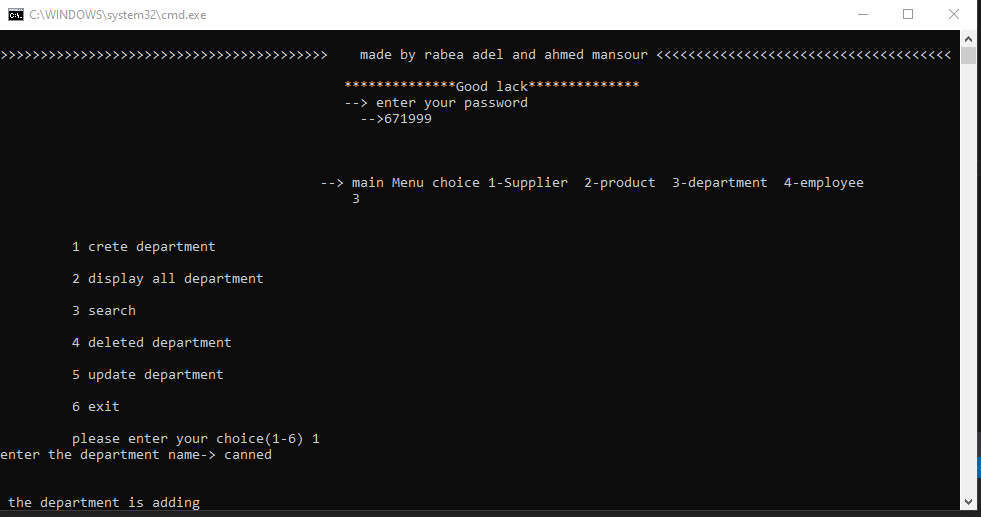 C:\WINDOWS\system32\cmd.exe
>>>>>>>>>>>>>>>>>>>>>>>>>>>>>>>>>>>>>>>>>    made by rabea adel and ahmed mansour <<<<<<<<<<<<<<<<<<<<<<<<<<<<<<<<<<<<<
**************Good lack**************
--> enter your password
-->671999
--> main Menu choice 1-Supplier  2-product  3-department  4-employee
3
1 crete department
2 display all department
3 search
4 deleted department
5 update department
6 exit
please enter your choice(1-6) 1
enter the department name-> canned
the department is adding